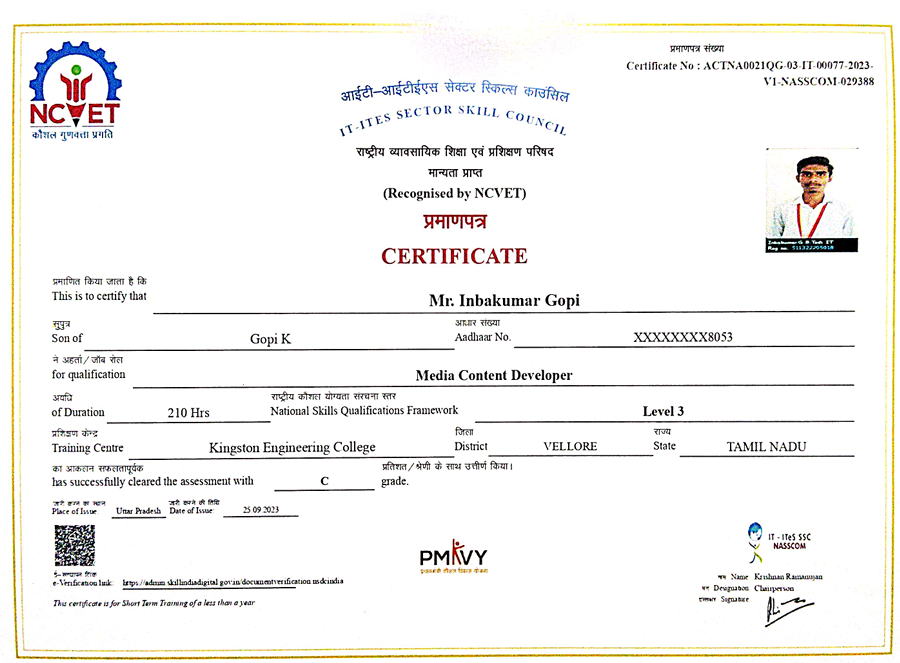 प्रमाणपत्र संख्या
Certificate No : ACTNA0021QG-03-IT-00077-2023-
V1-NASSCOM-029388
NCVET
कौशल गुणवत्ता प्रगति
आईटी–आईटीईएस सेक्टर स्किल्स काउंसिल
IT-ITES SECTOR SKILL COUNCIL
राष्ट्रीय व्यावसायिक शिक्षा एवं प्रशिक्षण परिषद
मान्यता प्राप्त
(Recognised by NCVET)
प्रमाणपत्र
CERTIFICATE
Inbakumar G B Tech IT
Reg no: 511322205018
प्रमाणित किया जाता है कि
This is to certify that Mr. Inbakumar Gopi
सुपुत्र आधार संख्या
Son of Gopi K Aadhaar No. XXXXXXXX8053
ने अहर्ता/जॉब रोल
for qualification Media Content Developer
अवधि राष्ट्रीय कौशल योग्यता संरचना स्तर
of Duration 210 Hrs National Skills Qualifications Framework Level 3
प्रशिक्षण केन्द्र जिला राज्य
Training Centre Kingston Engineering College District VELLORE State TAMIL NADU
का आकलन सफलतापूर्वक प्रतिशत/श्रेणी के साथ उत्तीर्ण किया।
has successfully cleared the assessment with C grade.
जारी करने का स्थान जारी करने की तिथि
Place of Issue: Uttar Pradesh Date of Issue: 25 09 2023
IT - ITeS SSC
NASSCOM
PMKVY
प्रधानमंत्री कौशल विकास योजना
ई-सत्यापन लिंक
e-Verification link: https://admin.skillindiadigital.gov.in/documentverification/nsdcindia
नाम Name Krishnan Ramanujan
पद Designation Chairperson
हस्ताक्षर Signature
This certificate is for Short Term Training of a less than a year